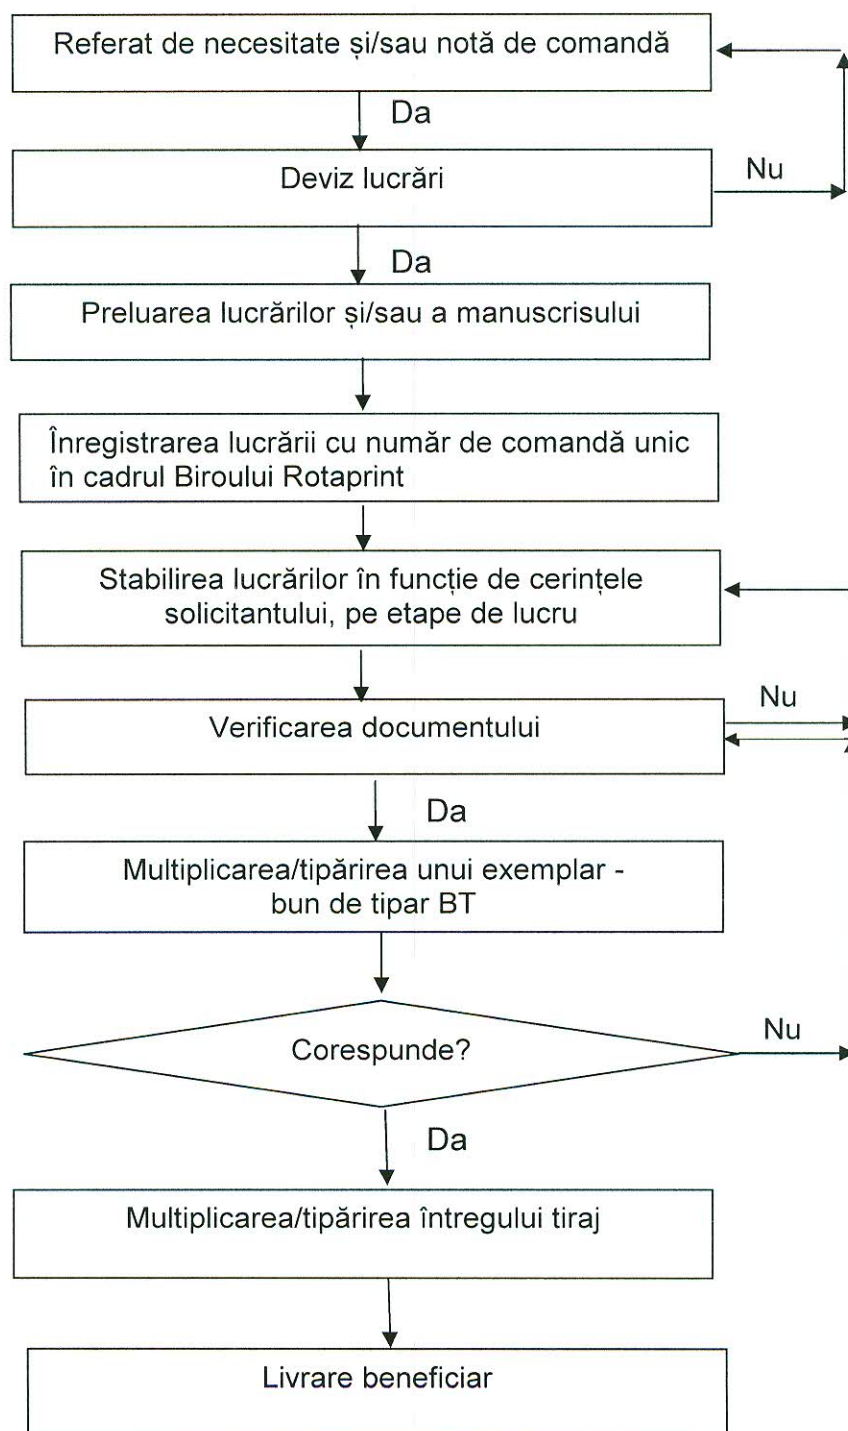 Referat de necesitate și/sau notă de comandă
Da
Deviz lucrări
Nu
Da
Preluarea lucrărilor și/sau a manuscrisului
Înregistrarea lucrării cu număr de comandă unic
în cadrul Biroului Rotaprint
Stabilirea lucrărilor în funcție de cerințele
solicitantului, pe etape de lucru
Nu
Verificarea documentului
Da
Multiplicarea/tipărirea unui exemplar -
bun de tipar BT
Corespunde?
Nu
Da
Multiplicarea/tipărirea întregului tiraj
Livrare beneficiar